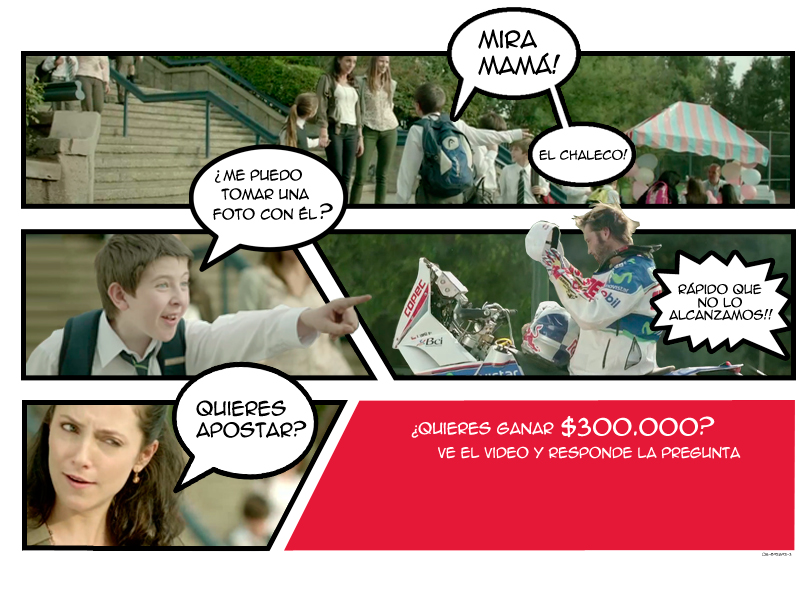 MIRA
MAMÁ!
EL CHALECO!
¿ME PUEDO
TOMAR UNA
FOTO CON ÉL?
COPEC
Bci
RÁPIDO QUE
NO LO
ALCANZAMOS!!
QUIERES
APOSTAR?
¿QUIERES GANAR $300.000?
VE EL VIDEO Y RESPONDE LA PREGUNTA